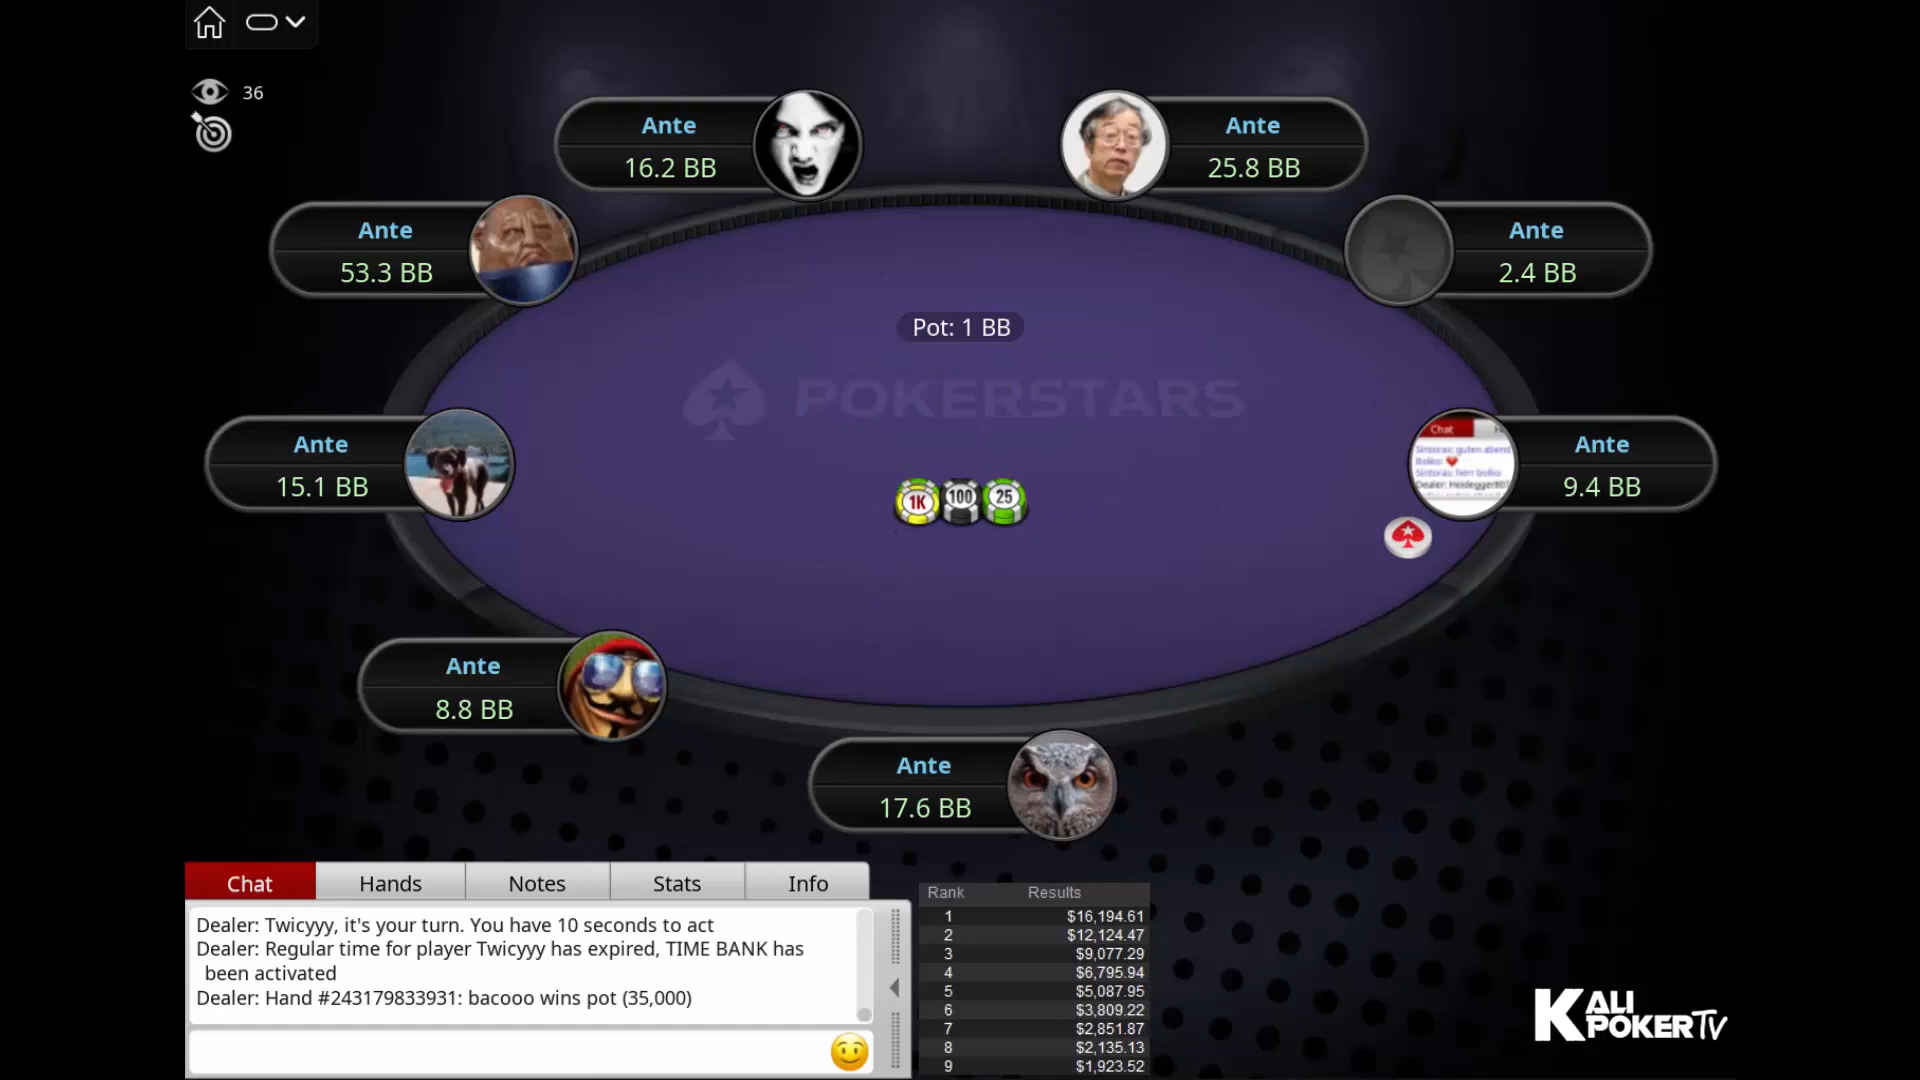 36
Ante
16.2 BB
Ante
25.8 BB
Ante
53.3 BB
Ante
2.4 BB
Pot: 1 BB
POKERSTARS
Ante
15.1 BB
1K 100 25
Chat
Ante
9.4 BB
Ante
8.8 BB
Ante
17.6 BB
Chat Hands Notes Stats Info
Dealer: Twicyyy, it's your turn. You have 10 seconds to act
Dealer: Regular time for player Twicyyy has expired, TIME BANK has
been activated
Dealer: Hand #243179833931: bacooo wins pot (35,000)
Rank Results
1 $16,194.61
2 $12,124.47
3 $9,077.29
4 $6,795.94
5 $5,087.95
6 $3,809.22
7 $2,851.87
8 $2,135.13
9 $1,923.52
KALI
POKERTV